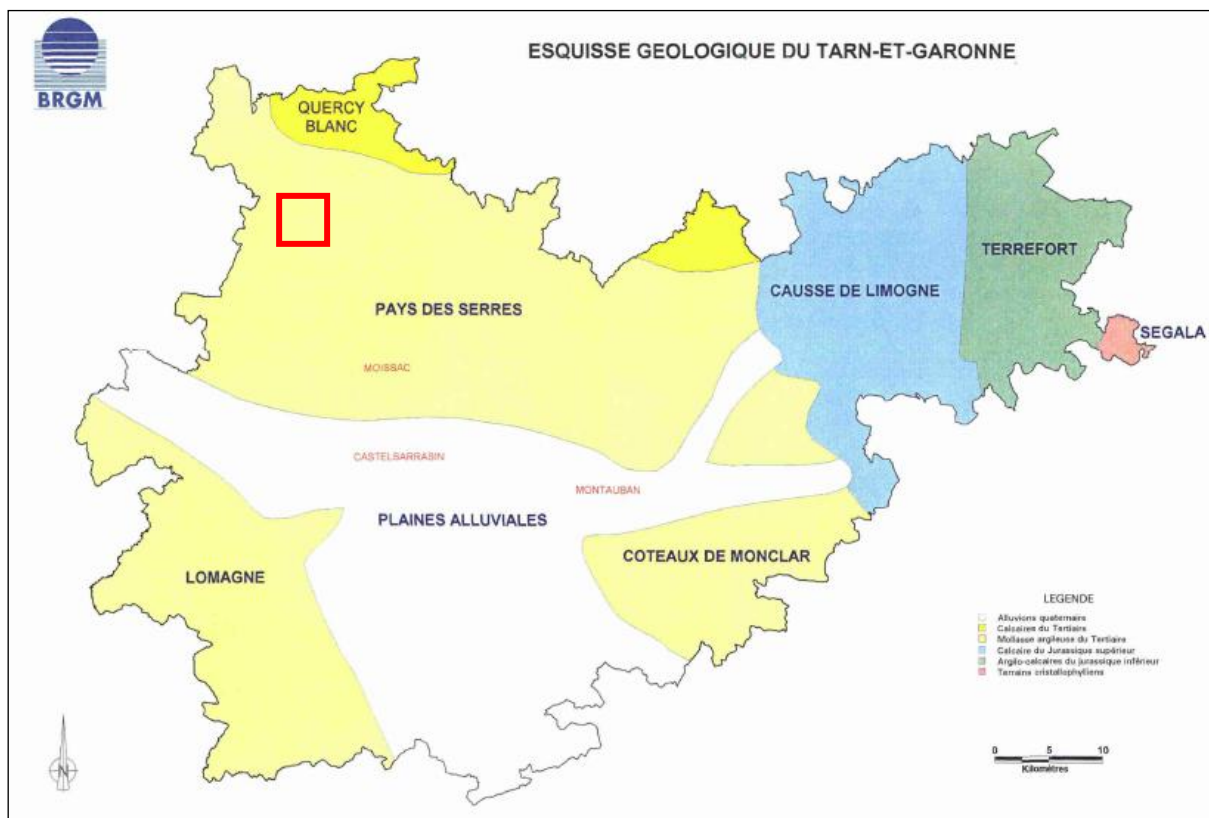 ESQUISSE GEOLOGIQUE DU TARN-ET-GARONNE
BRGM
QUERCY
BLANC
TERREFORT
CAUSSE DE LIMOGNE
PAYS DES SERRES
SEGALA
MOISSAC
CASTELSARRASIN
MONTAUBAN
PLAINES ALLUVIALES
COTEAUX DE MONCLAR
LOMAGNE
LEGENDE
Alluvions quaternaire
Calcaires du Tertiaire
Mollasse argileuse du Tertiaire
Calcaire du Jurassique supérieur
Argilo-calcaires du jurassique inférieur
Terrains cristallophylliens
0 5 10
Kilomètres
N